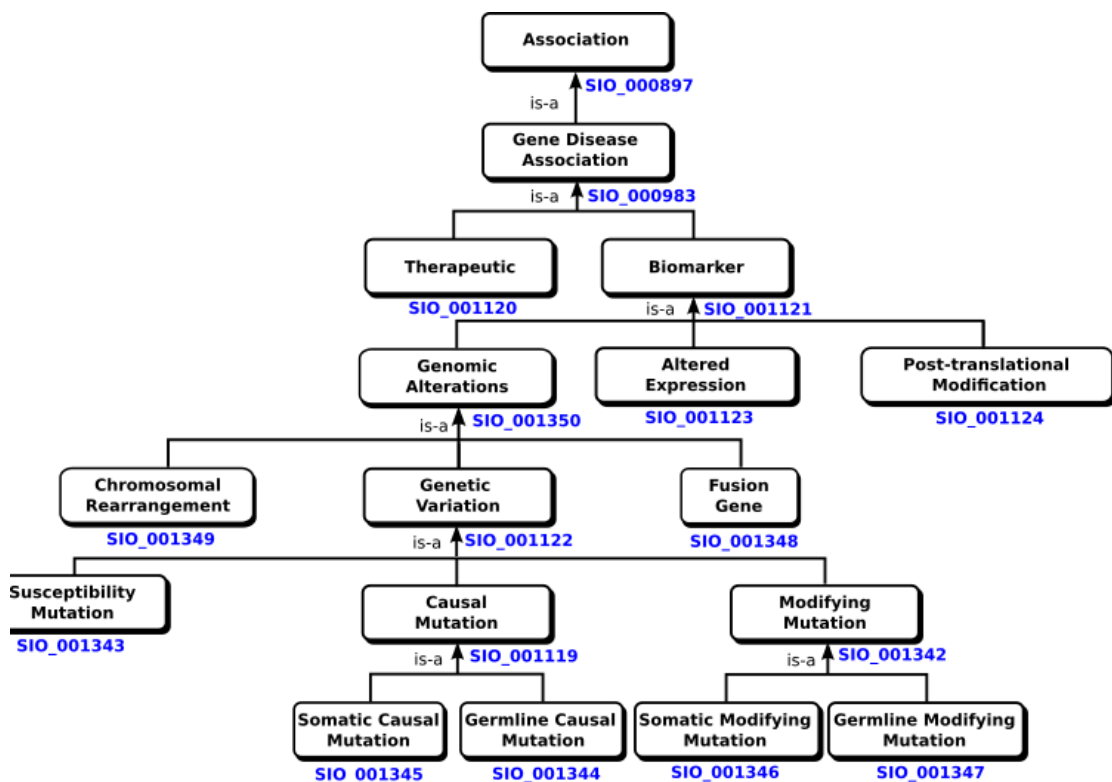 Association
SIO_000897
is-a
Gene Disease
Association
is-a
SIO_000983
Therapeutic
Biomarker
SIO_001120
is-a
SIO_001121
Genomic
Alterations
Altered
Expression
Post-translational
Modification
SIO_001350
SIO_001123
SIO_001124
is-a
Chromosomal
Rearrangement
Genetic
Variation
Fusion
Gene
SIO_001349
is-a
SIO_001122
SIO_001348
Susceptibility
Mutation
Causal
Mutation
Modifying
Mutation
SIO_001343
is-a
SIO_001119
is-a
SIO_001342
Somatic Causal
Mutation
Germline Causal
Mutation
Somatic Modifying
Mutation
Germline Modifying
Mutation
SIO_001345
SIO_001344
SIO_001346
SIO_001347